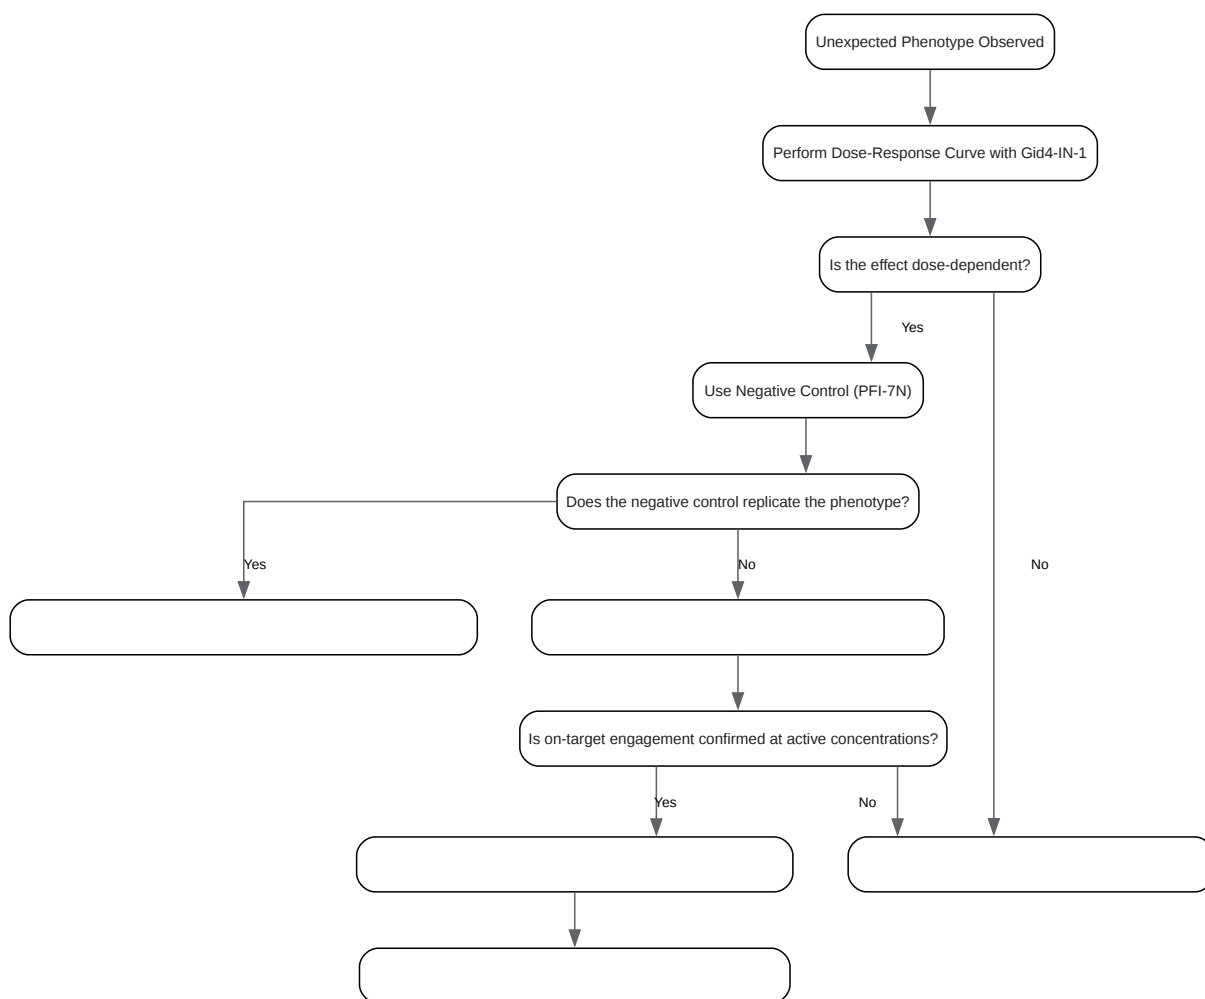 Unexpected Phenotype Observed
Perform Dose-Response Curve with Gid4-IN-1
Is the effect dose-dependent?
Yes
Use Negative Control (PFI-7N)
Does the negative control replicate the phenotype?
Yes
No
No
Is on-target engagement confirmed at active concentrations?
Yes
No